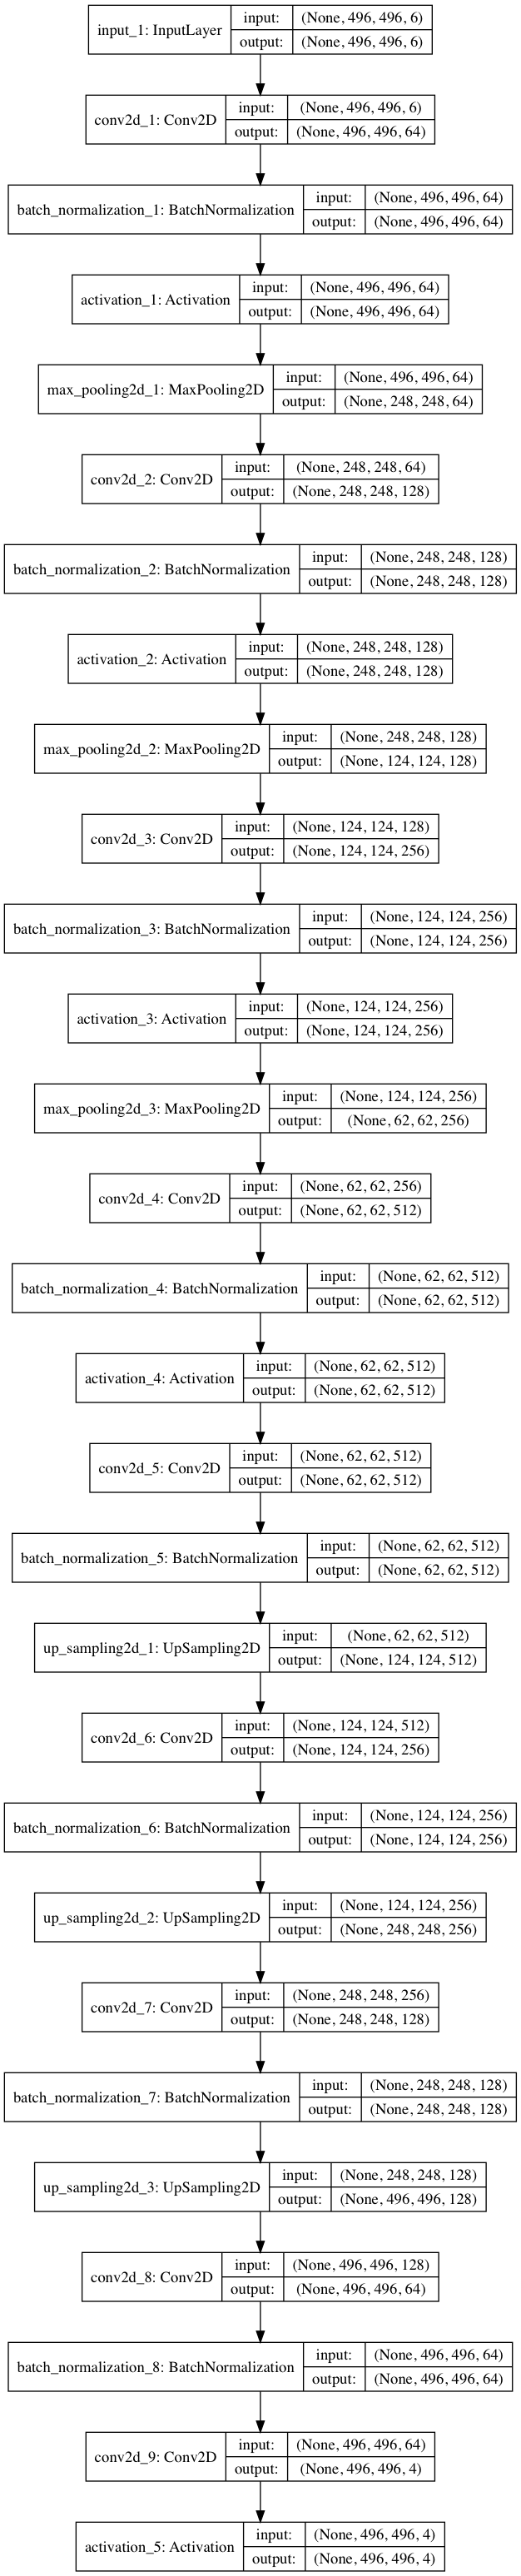 input_1: InputLayer
input: (None, 496, 496, 6)
output: (None, 496, 496, 6)
conv2d_1: Conv2D
input: (None, 496, 496, 6)
output: (None, 496, 496, 64)
batch_normalization_1: BatchNormalization
input: (None, 496, 496, 64)
output: (None, 496, 496, 64)
activation_1: Activation
input: (None, 496, 496, 64)
output: (None, 496, 496, 64)
max_pooling2d_1: MaxPooling2D
input: (None, 496, 496, 64)
output: (None, 248, 248, 64)
conv2d_2: Conv2D
input: (None, 248, 248, 64)
output: (None, 248, 248, 128)
batch_normalization_2: BatchNormalization
input: (None, 248, 248, 128)
output: (None, 248, 248, 128)
activation_2: Activation
input: (None, 248, 248, 128)
output: (None, 248, 248, 128)
max_pooling2d_2: MaxPooling2D
input: (None, 248, 248, 128)
output: (None, 124, 124, 128)
conv2d_3: Conv2D
input: (None, 124, 124, 128)
output: (None, 124, 124, 256)
batch_normalization_3: BatchNormalization
input: (None, 124, 124, 256)
output: (None, 124, 124, 256)
activation_3: Activation
input: (None, 124, 124, 256)
output: (None, 124, 124, 256)
max_pooling2d_3: MaxPooling2D
input: (None, 124, 124, 256)
output: (None, 62, 62, 256)
conv2d_4: Conv2D
input: (None, 62, 62, 256)
output: (None, 62, 62, 512)
batch_normalization_4: BatchNormalization
input: (None, 62, 62, 512)
output: (None, 62, 62, 512)
activation_4: Activation
input: (None, 62, 62, 512)
output: (None, 62, 62, 512)
conv2d_5: Conv2D
input: (None, 62, 62, 512)
output: (None, 62, 62, 512)
batch_normalization_5: BatchNormalization
input: (None, 62, 62, 512)
output: (None, 62, 62, 512)
up_sampling2d_1: UpSampling2D
input: (None, 62, 62, 512)
output: (None, 124, 124, 512)
conv2d_6: Conv2D
input: (None, 124, 124, 512)
output: (None, 124, 124, 256)
batch_normalization_6: BatchNormalization
input: (None, 124, 124, 256)
output: (None, 124, 124, 256)
up_sampling2d_2: UpSampling2D
input: (None, 124, 124, 256)
output: (None, 248, 248, 256)
conv2d_7: Conv2D
input: (None, 248, 248, 256)
output: (None, 248, 248, 128)
batch_normalization_7: BatchNormalization
input: (None, 248, 248, 128)
output: (None, 248, 248, 128)
up_sampling2d_3: UpSampling2D
input: (None, 248, 248, 128)
output: (None, 496, 496, 128)
conv2d_8: Conv2D
input: (None, 496, 496, 128)
output: (None, 496, 496, 64)
batch_normalization_8: BatchNormalization
input: (None, 496, 496, 64)
output: (None, 496, 496, 64)
conv2d_9: Conv2D
input: (None, 496, 496, 64)
output: (None, 496, 496, 4)
activation_5: Activation
input: (None, 496, 496, 4)
output: (None, 496, 496, 4)